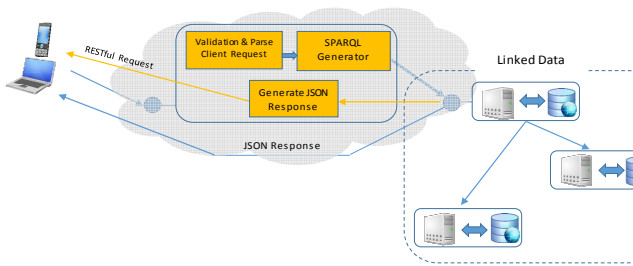 Validation & Parse
Client Request
SPARQL
Generator
RESTful Request
Linked Data
Generate JSON
Response
JSON Response